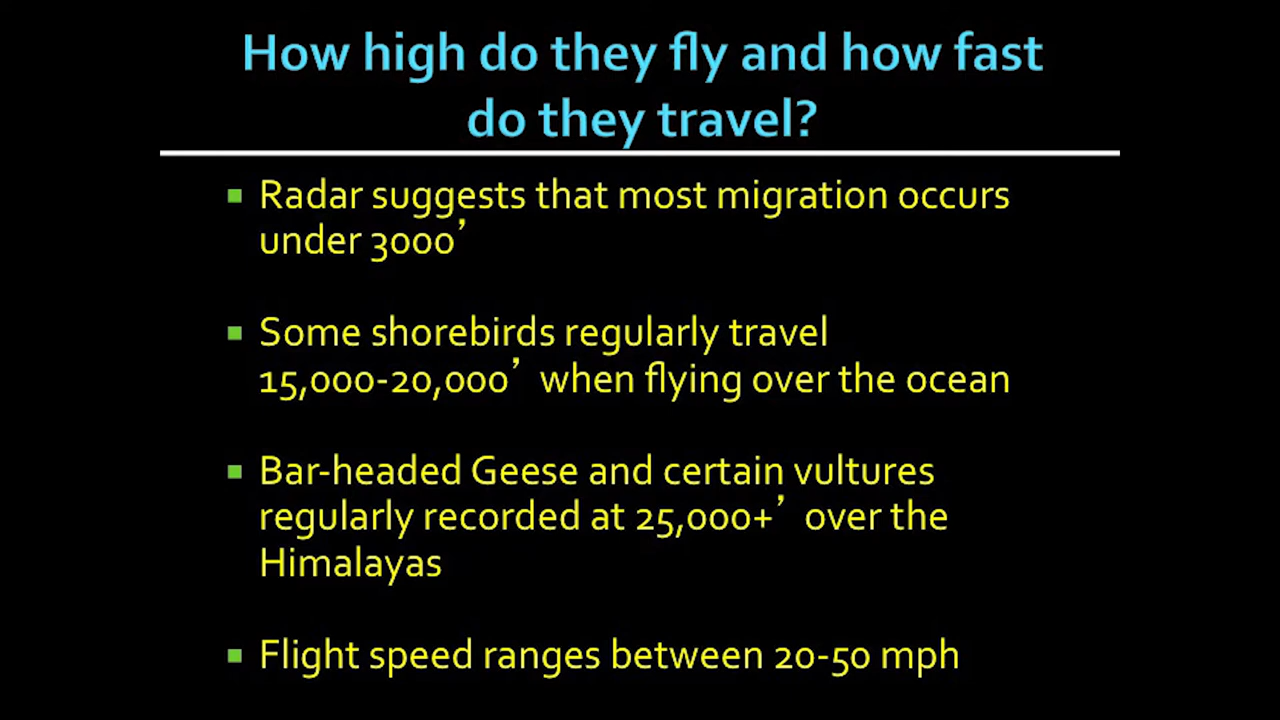 How high do they fly and how fast
do they travel?
▪ Radar suggests that most migration occurs
under 3000’
▪ Some shorebirds regularly travel
15,000-20,000’ when flying over the ocean
▪ Bar-headed Geese and certain vultures
regularly recorded at 25,000+’ over the
Himalayas
▪ Flight speed ranges between 20-50 mph